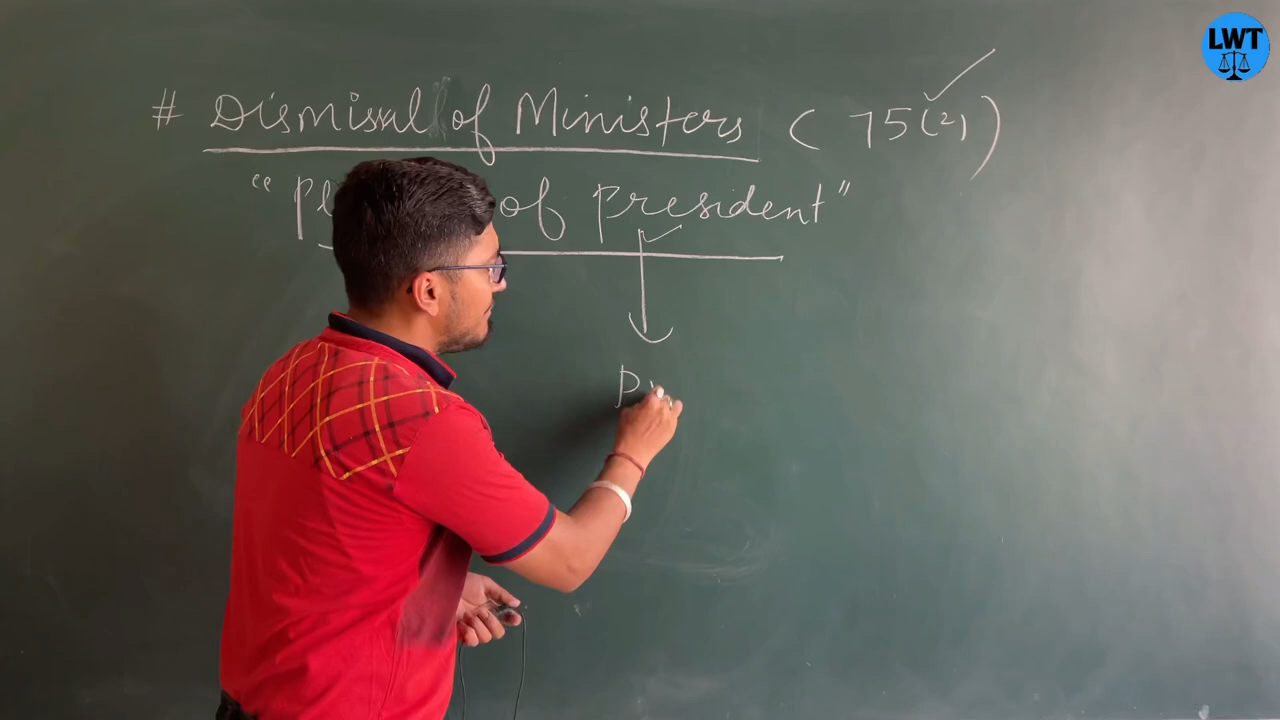 LWT
# Dismissal of Ministers ( 75(2) )
" of president"
P